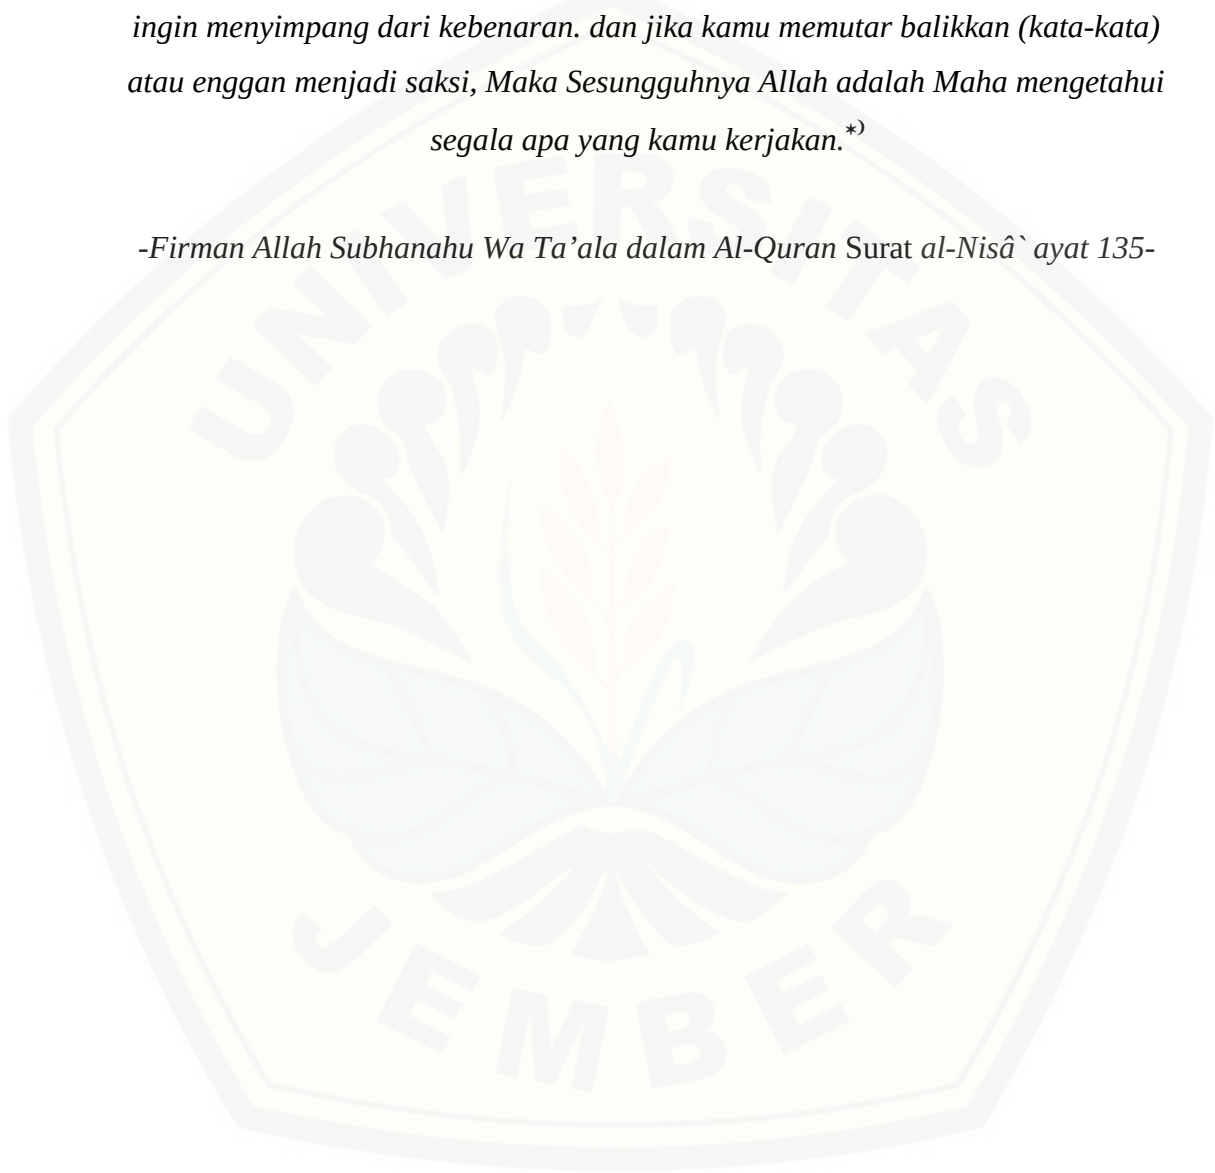 ingin menyimpang dari kebenaran. dan jika kamu memutar balikkan (kata-kata)
atau enggan menjadi saksi, Maka Sesungguhnya Allah adalah Maha mengetahui
segala apa yang kamu kerjakan.*)
-Firman Allah Subhanahu Wa Ta’ala dalam Al-Quran Surat al-Nisâ` ayat 135-
UNIVERSITAS
JEMBER